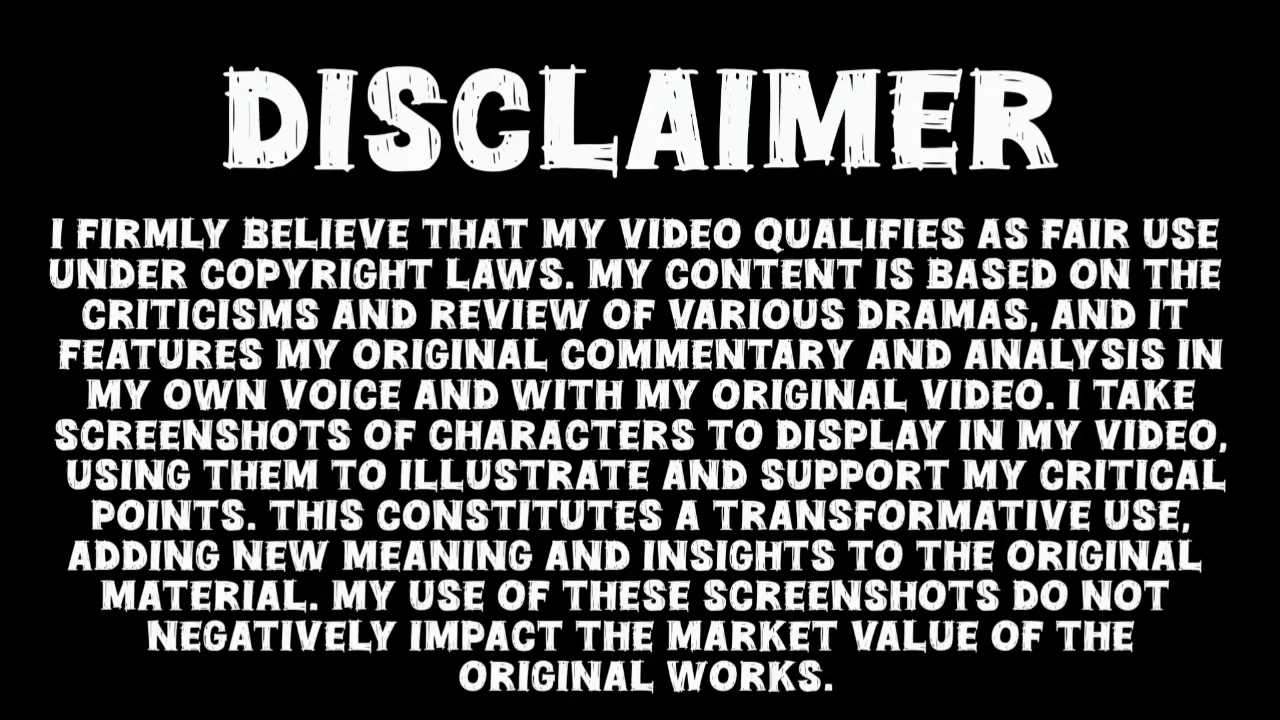 DISCLAIMER
I FIRMLY BELIEVE THAT MY VIDEO QUALIFIES AS FAIR USE
UNDER COPYRIGHT LAWS. MY CONTENT IS BASED ON THE
CRITICISMS AND REVIEW OF VARIOUS DRAMAS, AND IT
FEATURES MY ORIGINAL COMMENTARY AND ANALYSIS IN
MY OWN VOICE AND WITH MY ORIGINAL VIDEO. I TAKE
SCREENSHOTS OF CHARACTERS TO DISPLAY IN MY VIDEO,
USING THEM TO ILLUSTRATE AND SUPPORT MY CRITICAL
POINTS. THIS CONSTITUTES A TRANSFORMATIVE USE,
ADDING NEW MEANING AND INSIGHTS TO THE ORIGINAL
MATERIAL. MY USE OF THESE SCREENSHOTS DO NOT
NEGATIVELY IMPACT THE MARKET VALUE OF THE
ORIGINAL WORKS.